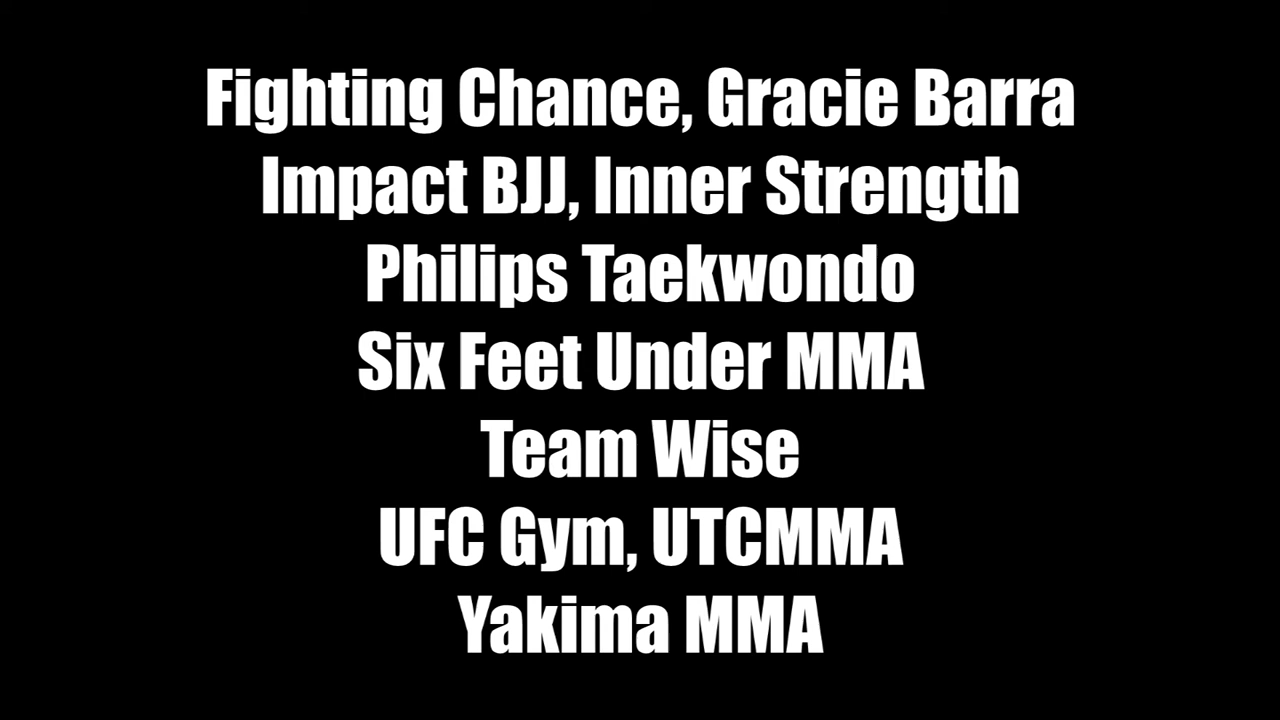 Fighting Chance, Gracie Barra
Impact BJJ, Inner Strength
Philips Taekwondo
Six Feet Under MMA
Team Wise
UFC Gym, UTCMMA
Yakima MMA